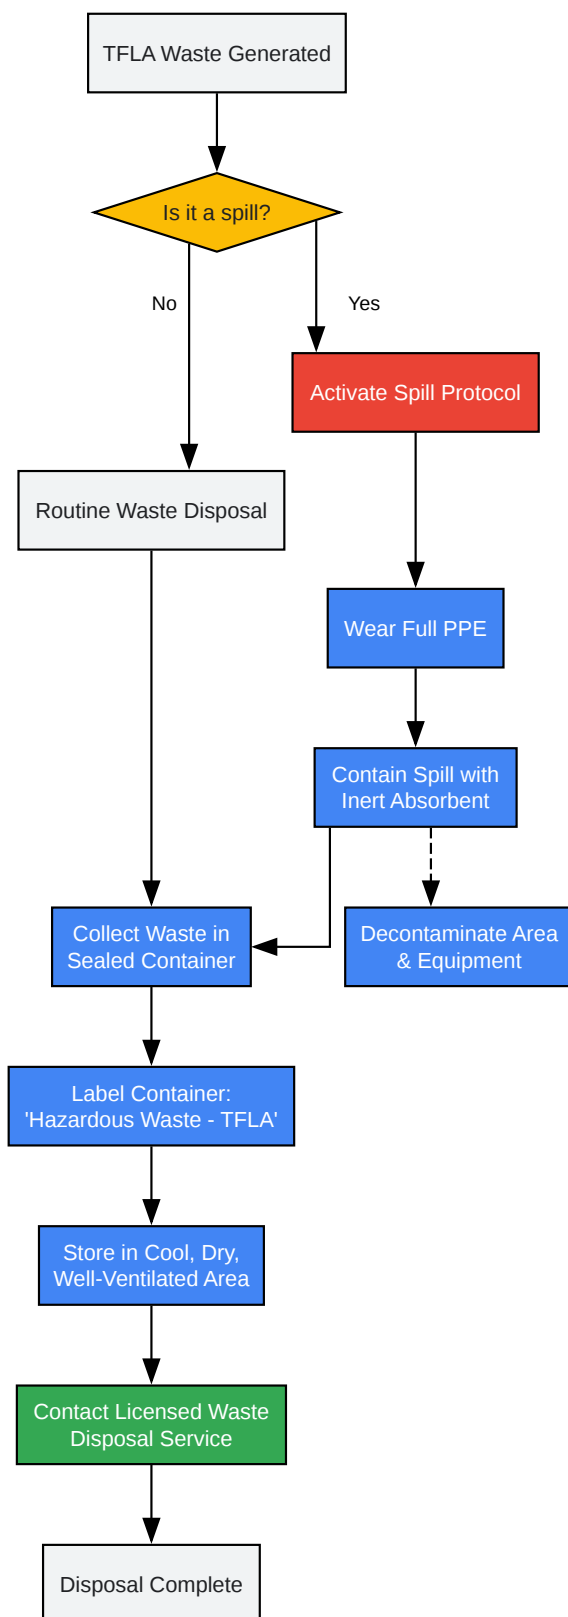 TFLA Waste Generated
Is it a spill?
No
Yes
Activate Spill Protocol
Routine Waste Disposal
Wear Full PPE
Contain Spill with
Inert Absorbent
Collect Waste in
Sealed Container
Decontaminate Area
& Equipment
Label Container:
'Hazardous Waste - TFLA'
Store in Cool, Dry,
Well-Ventilated Area
Contact Licensed Waste
Disposal Service
Disposal Complete